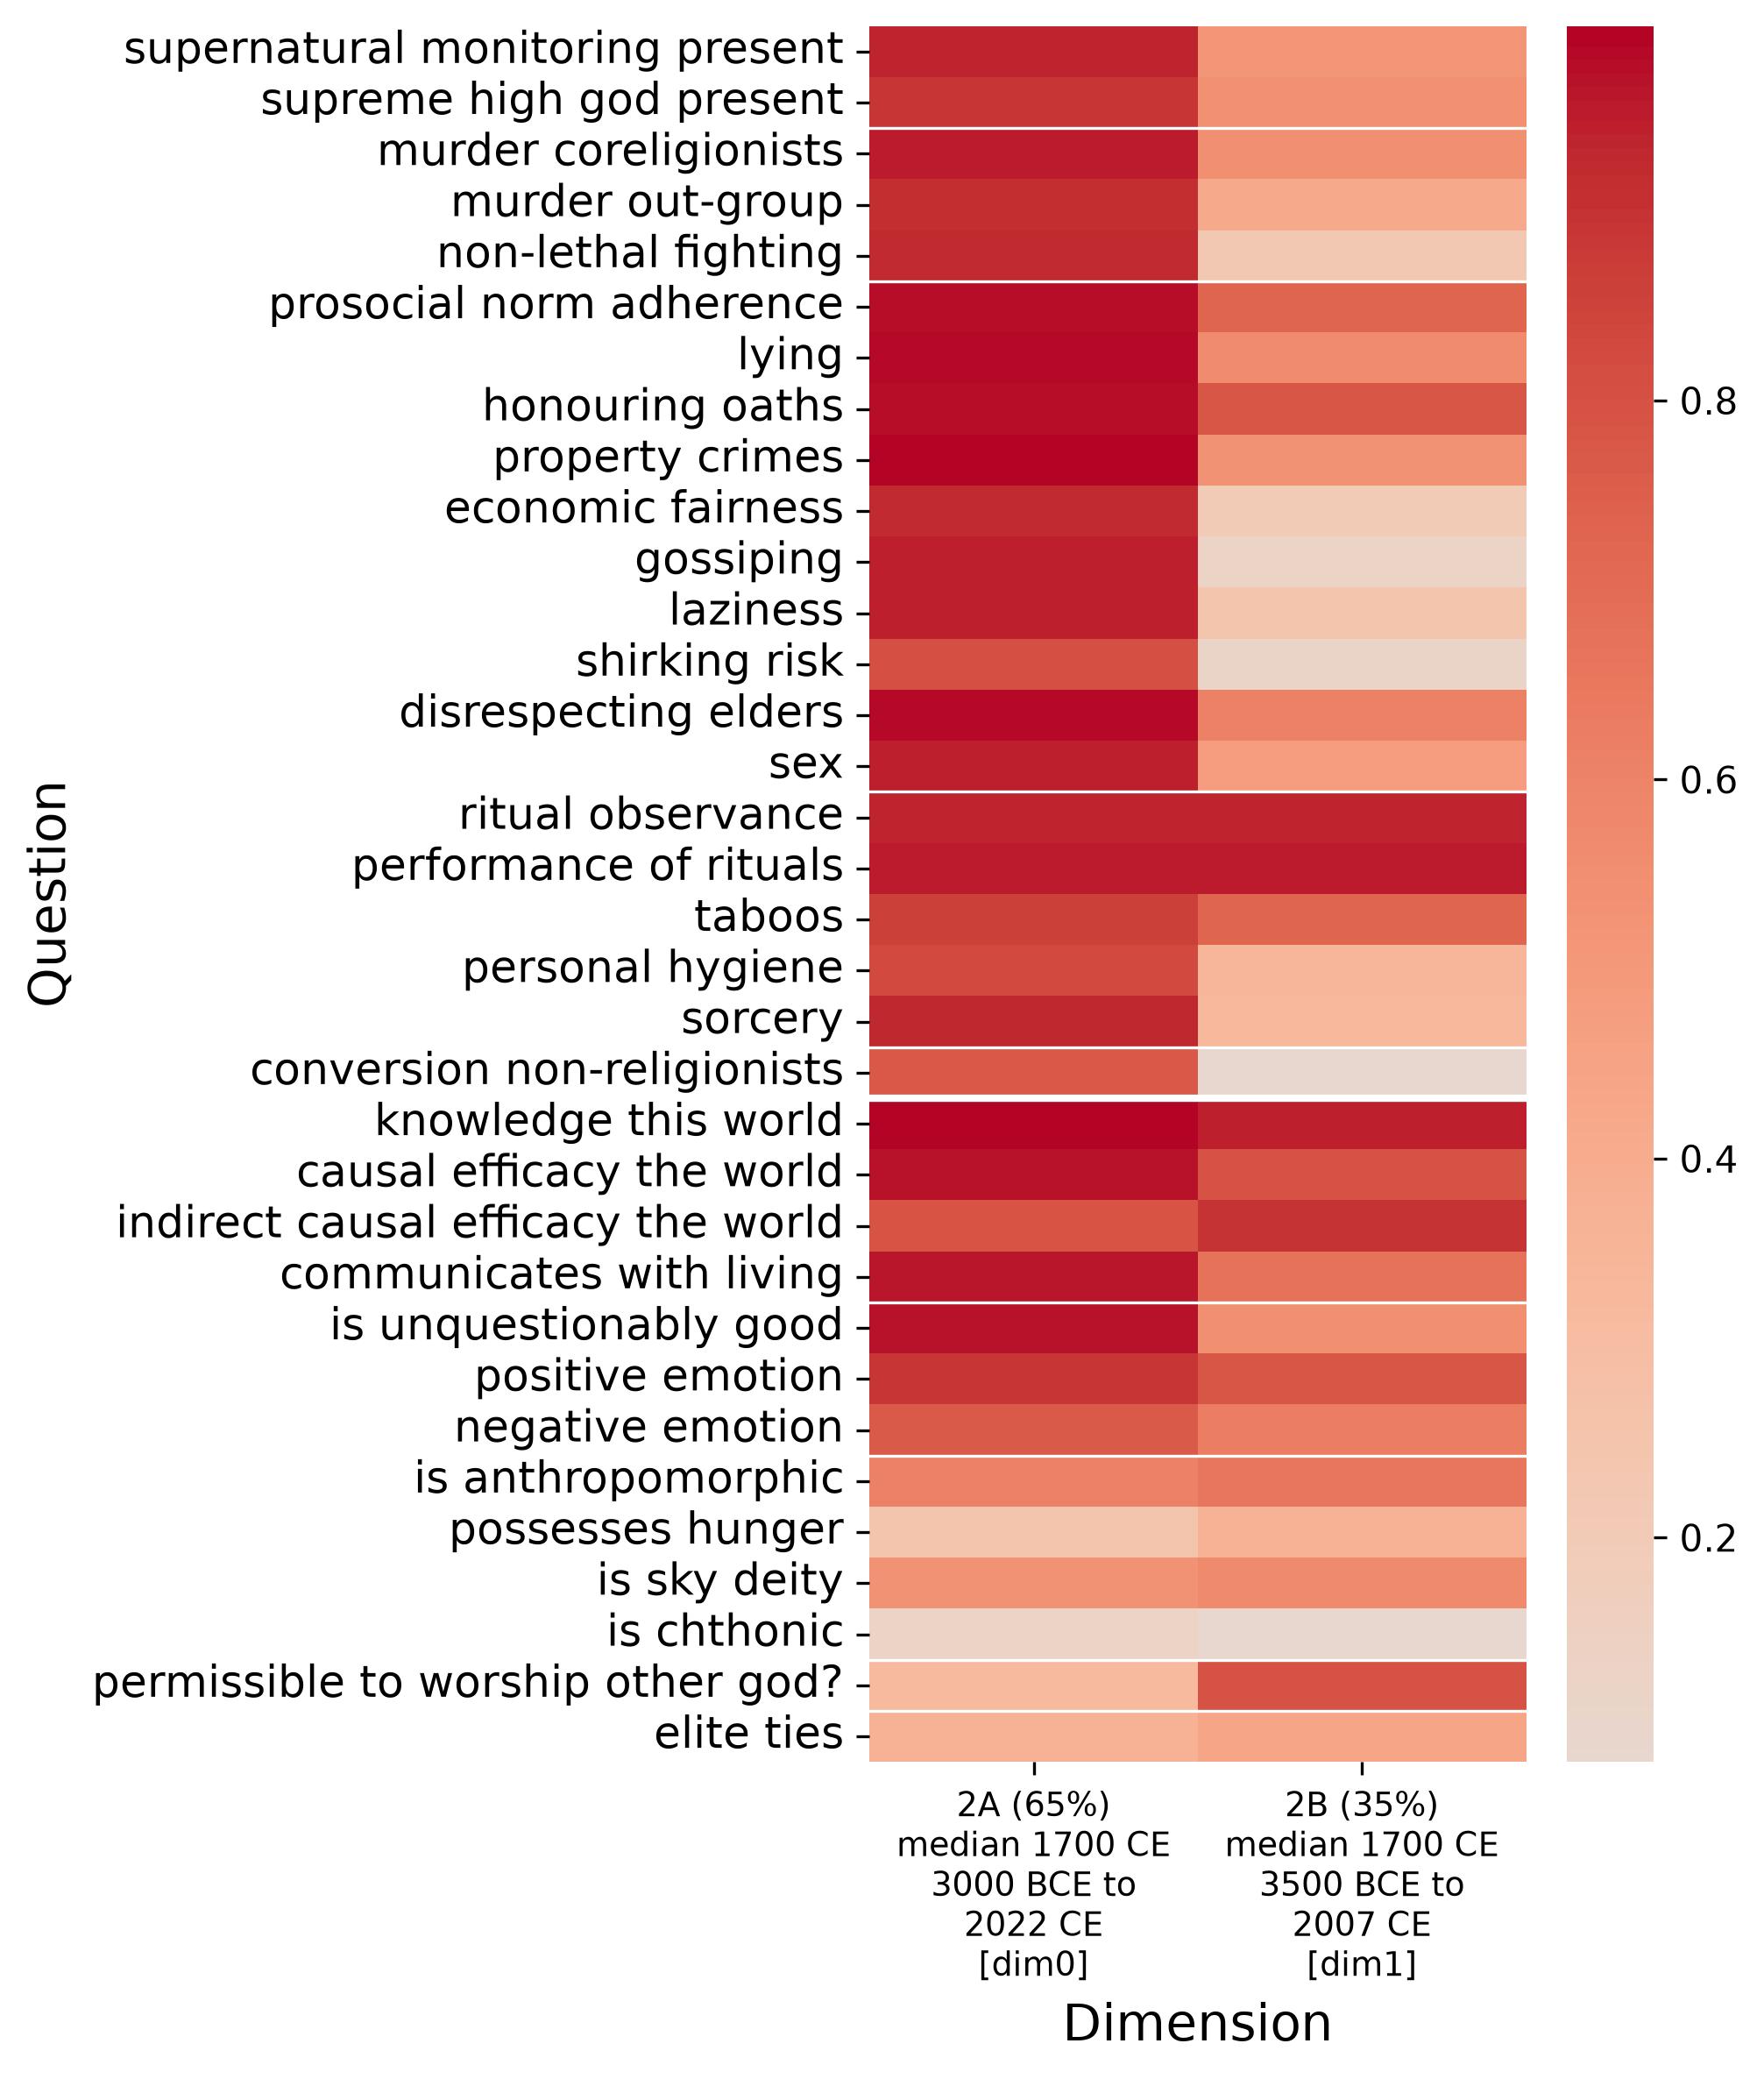 supernatural monitoring present
supreme high god present
murder coreligionists
murder out-group
non-lethal fighting
prosocial norm adherence
lying
honouring oaths
property crimes
economic fairness
gossiping
laziness
shirking risk
disrespecting elders
sex
ritual observance
performance of rituals
taboos
personal hygiene
sorcery
conversion non-religionists
knowledge this world
causal efficacy the world
indirect causal efficacy the world
communicates with living
is unquestionably good
positive emotion
negative emotion
is anthropomorphic
possesses hunger
is sky deity
is chthonic
permissible to worship other god?
elite ties
Question
0.8
0.6
0.4
0.2
2A (65%)
median 1700 CE
3000 BCE to
2022 CE
[dim0]
2B (35%)
median 1700 CE
3500 BCE to
2007 CE
[dim1]
Dimension